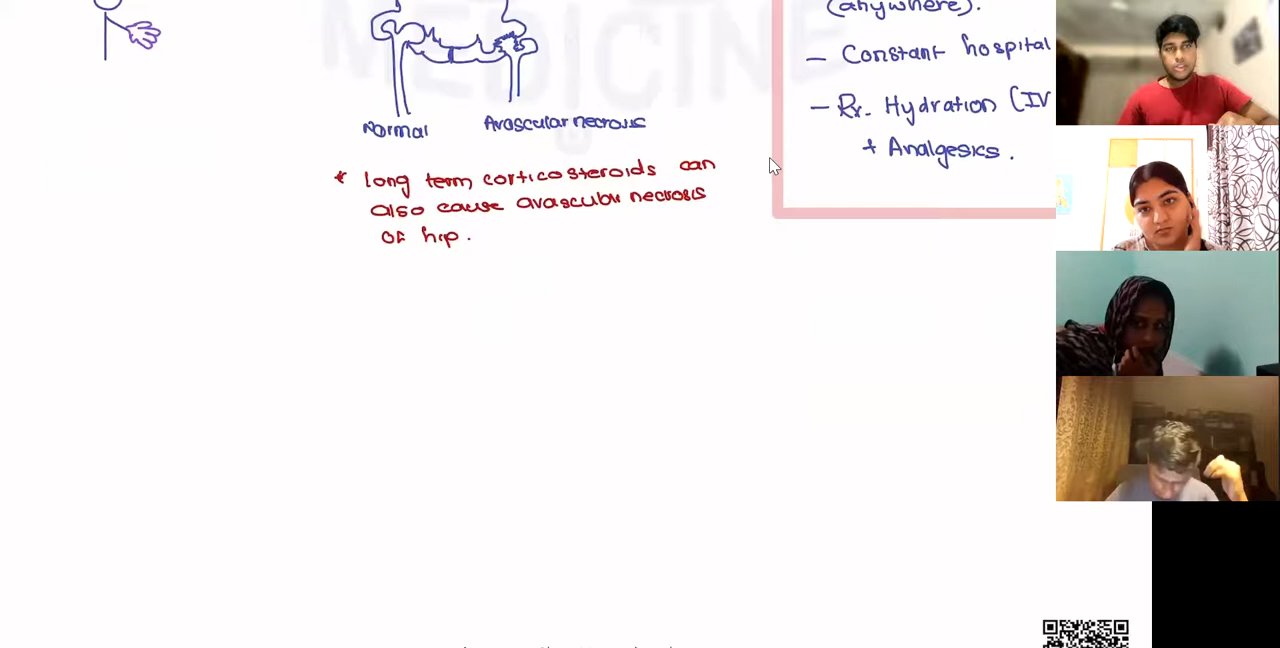 MEDICINE
Normal
Avascular necrosis
* long term corticosteroids can
also cause avascular necrosis
of hip.
(anywhere).
- Constant hospital
- Rx. Hydration (IV
+ Analgesics.